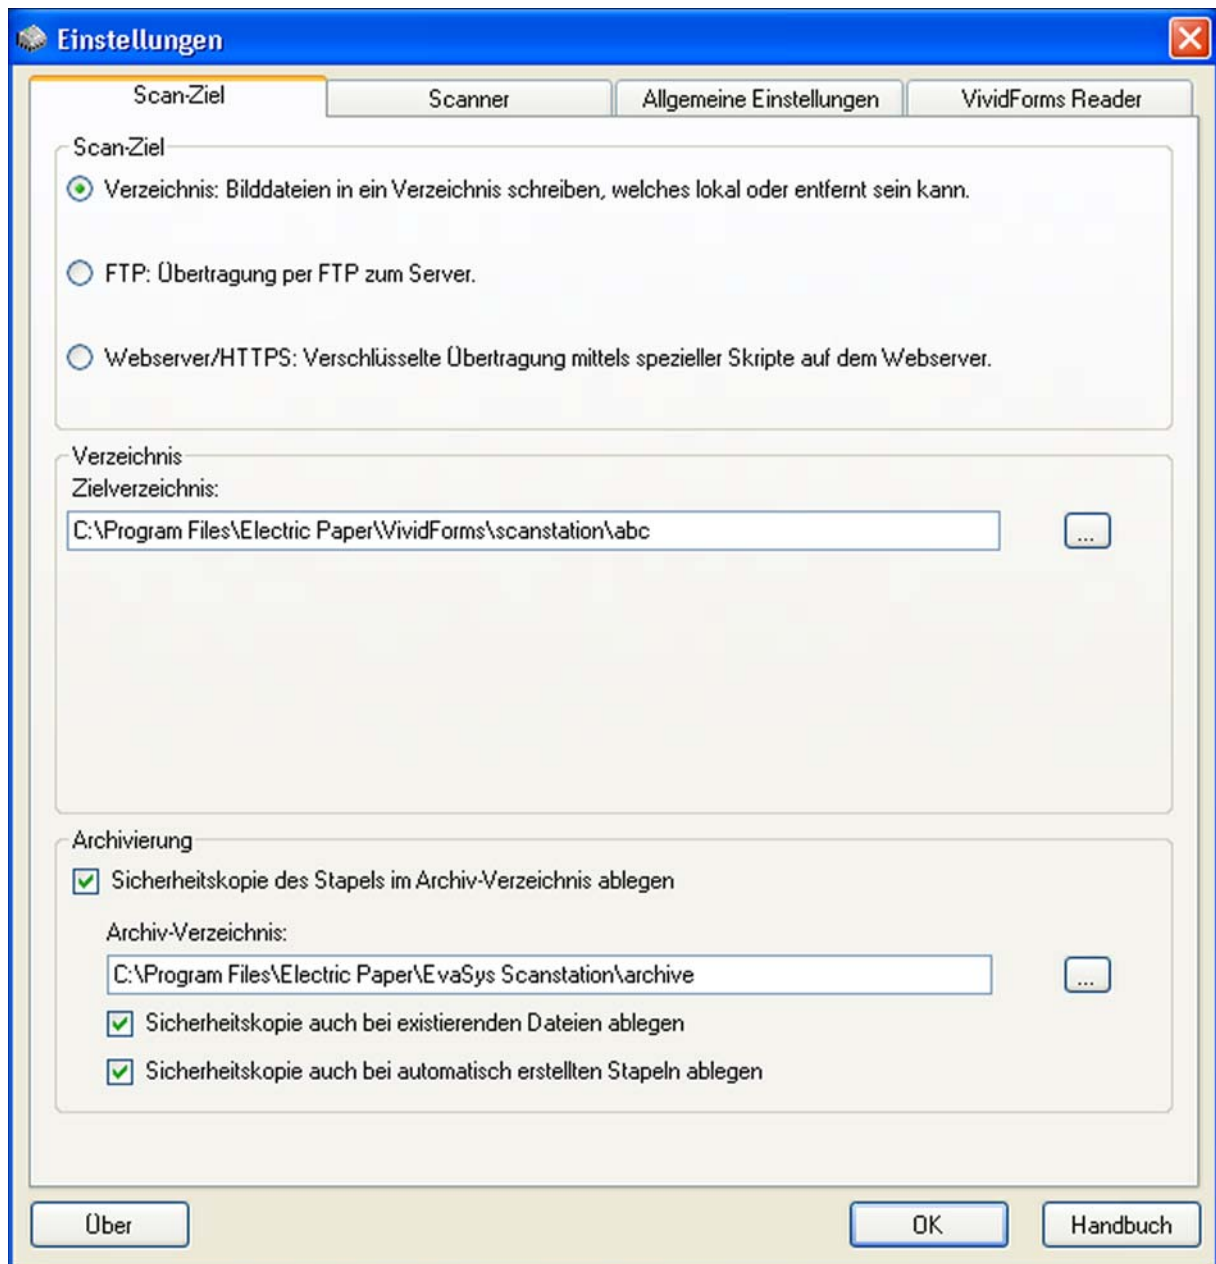 Einstellungen
Scan-Ziel
Scanner
Allgemeine Einstellungen
VividForms Reader
Scan-Ziel
Verzeichnis: Bilddateien in ein Verzeichnis schreiben, welches lokal oder entfernt sein kann.
FTP: Übertragung per FTP zum Server.
Webserver/HTTPS: Verschlüsselte Übertragung mittels spezieller Skripte auf dem Webserver.
Verzeichnis
Zielverzeichnis:
C:\Program Files\Electric Paper\VividForms\scanstation\abc
...
Archivierung
Sicherheitskopie des Stapels im Archiv-Verzeichnis ablegen
Archiv-Verzeichnis:
C:\Program Files\Electric Paper\EvaSys Scanstation\archive
...
Sicherheitskopie auch bei existierenden Dateien ablegen
Sicherheitskopie auch bei automatisch erstellten Stapeln ablegen
Über
OK
Handbuch